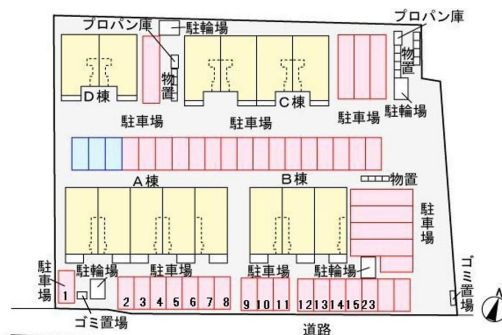 プロパン庫
駐輪場
プロパン庫
物置
物置
D棟
C棟
駐輪場
駐車場
駐車場
駐車場
A棟
B棟
物置
駐車場
駐車場
駐輪場
駐車場
駐輪場
駐車場
ゴミ置場
1
2 3 4 5 6 7 8
9 10 11
12 13 14 15 23
ゴミ置場
道路